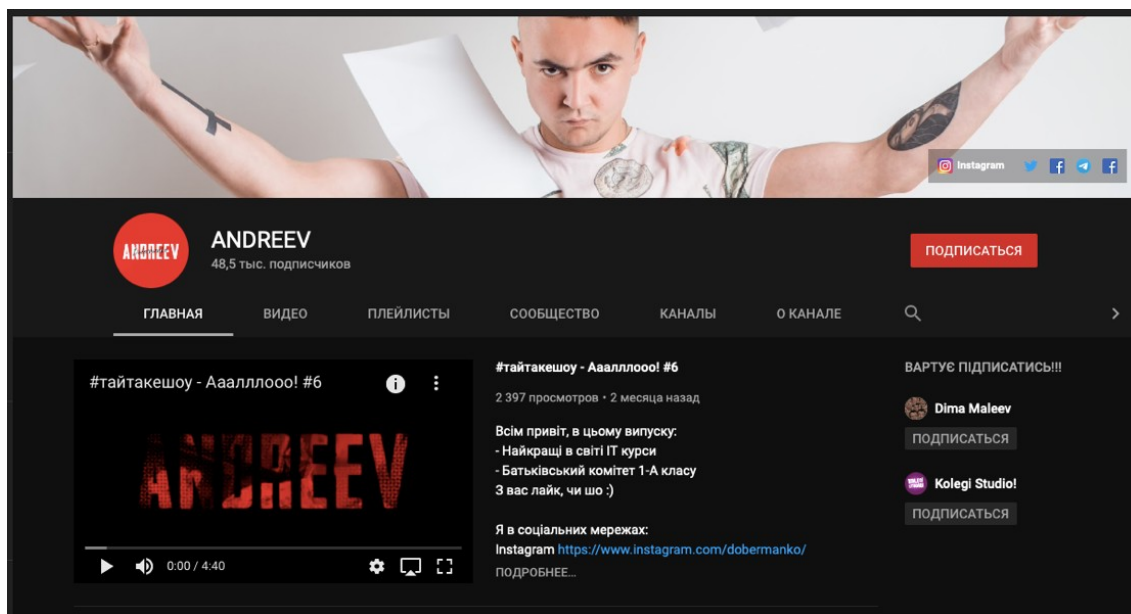 Instagram
ANDREEV
ANDREEV
48,5 тыс. подписчиков
ПОДПИСАТЬСЯ
ГЛАВНАЯ ВИДЕО ПЛЕЙЛИСТЫ СООБЩЕСТВО КАНАЛЫ О КАНАЛЕ
#тайтакешоу - Ааалллооо! #6
ANDREEV
0:00 / 4:40
#тайтакешоу - Ааалллооо! #6
2 397 просмотров • 2 месяца назад
Всім привіт, в цьому випуску:
- Найкращі в світі IT курси
- Батьківський комітет 1-А класу
З вас лайк, чи шо :)
Я в соціальних мережах:
Instagram https://www.instagram.com/dobermanko/
ПОДРОБНЕЕ...
ВАРТУЄ ПІДПИСАТИСЬ!!!
Dima Maleev
ПОДПИСАТЬСЯ
Kolegi Studio!
ПОДПИСАТЬСЯ